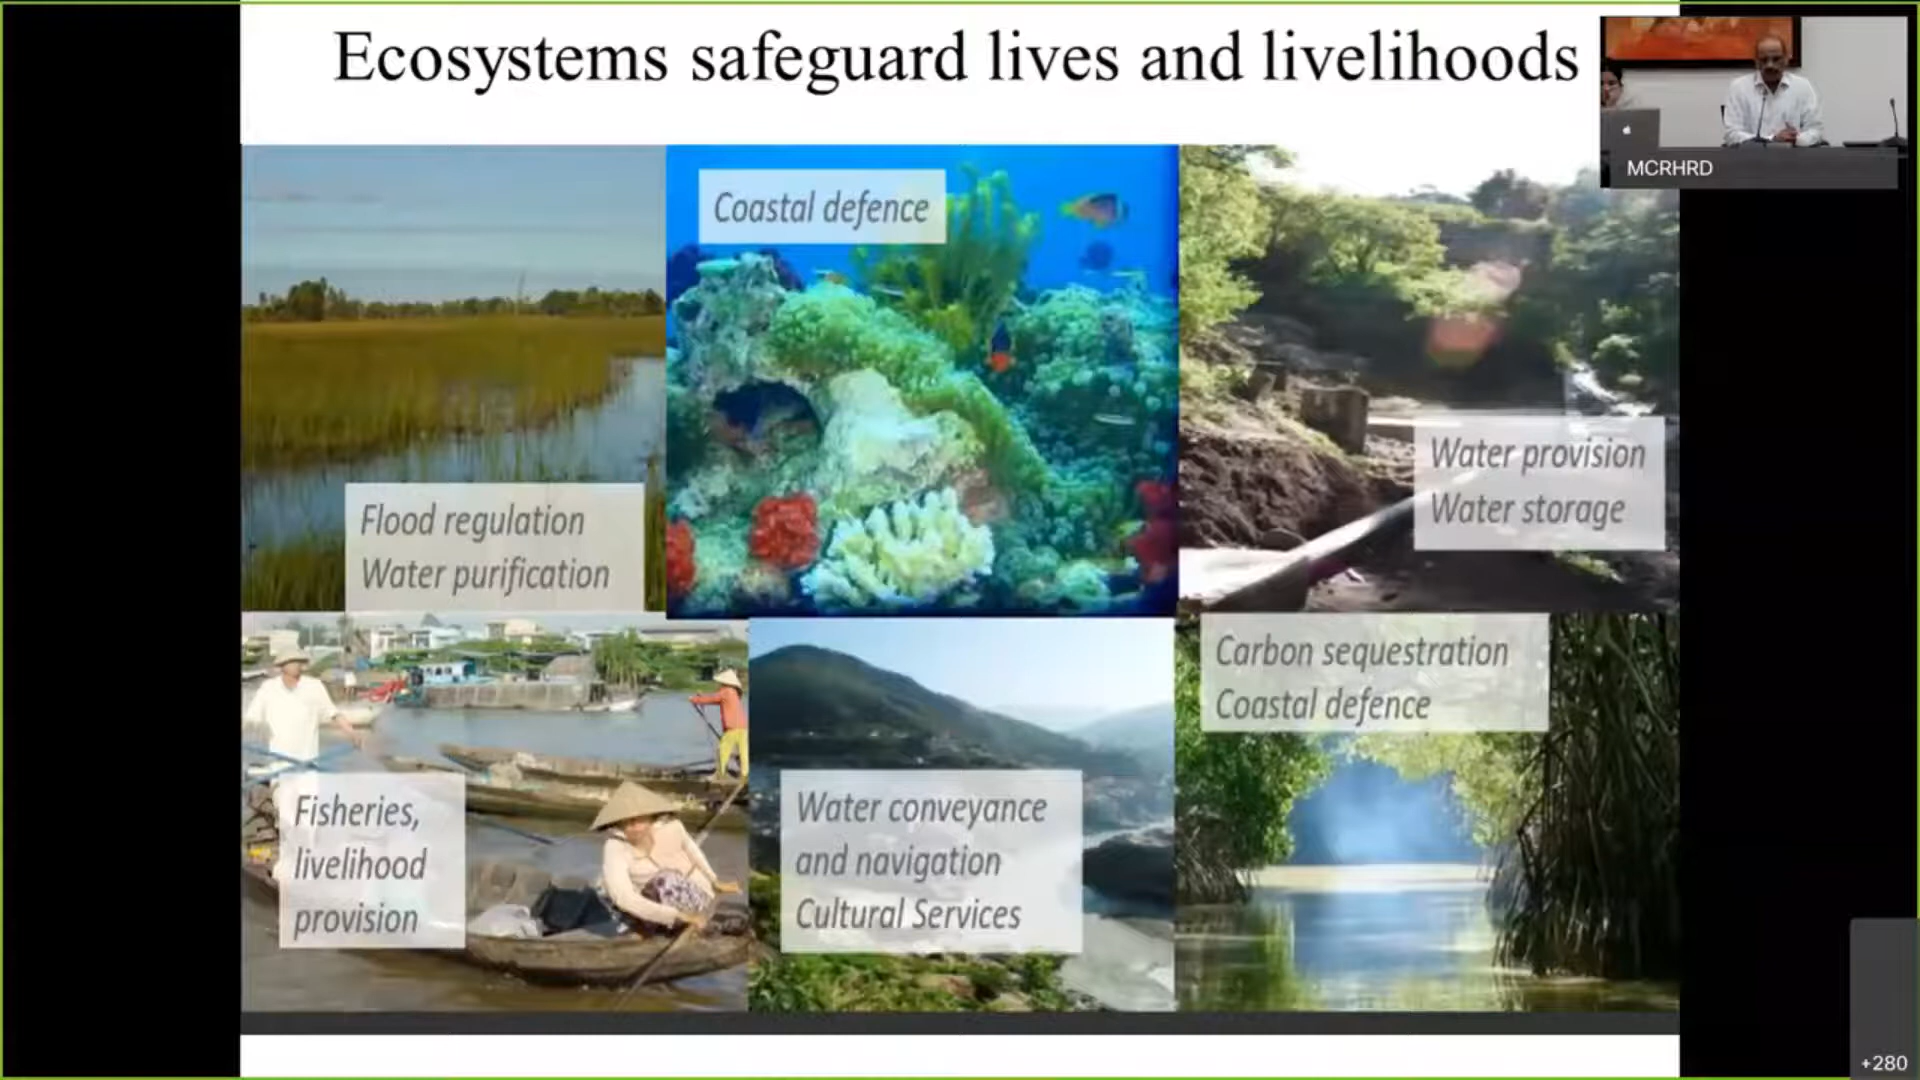 Ecosystems safeguard lives and livelihoods
MCRHRD
Coastal defence
Flood regulation
Water purification
Water provision
Water storage
Carbon sequestration
Coastal defence
Fisheries,
livelihood
provision
Water conveyance
and navigation
Cultural Services
+280